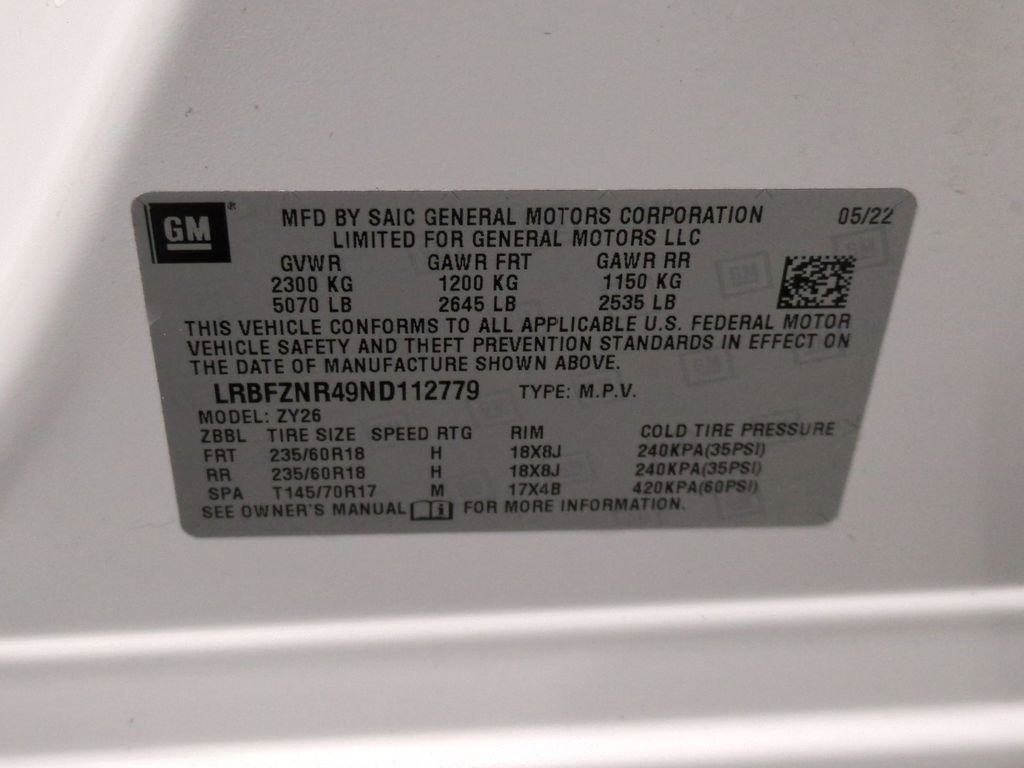 GM® MFD BY SAIC GENERAL MOTORS CORPORATION 05/22
LIMITED FOR GENERAL MOTORS LLC
GVWR GAWR FRT GAWR RR
2300 KG 1200 KG 1150 KG
5070 LB 2645 LB 2535 LB
THIS VEHICLE CONFORMS TO ALL APPLICABLE U.S. FEDERAL MOTOR
VEHICLE SAFETY AND THEFT PREVENTION STANDARDS IN EFFECT ON
THE DATE OF MANUFACTURE SHOWN ABOVE.
LRBFZNR49ND112779 TYPE: M.P.V.
MODEL: ZY26
ZBBL TIRE SIZE SPEED RTG RIM COLD TIRE PRESSURE
FRT 235/60R18 H 18X8J 240KPA(35PSI)
RR 235/60R18 H 18X8J 240KPA(35PSI)
SPA T145/70R17 M 17X4B 420KPA(60PSI)
SEE OWNER'S MANUAL i FOR MORE INFORMATION.